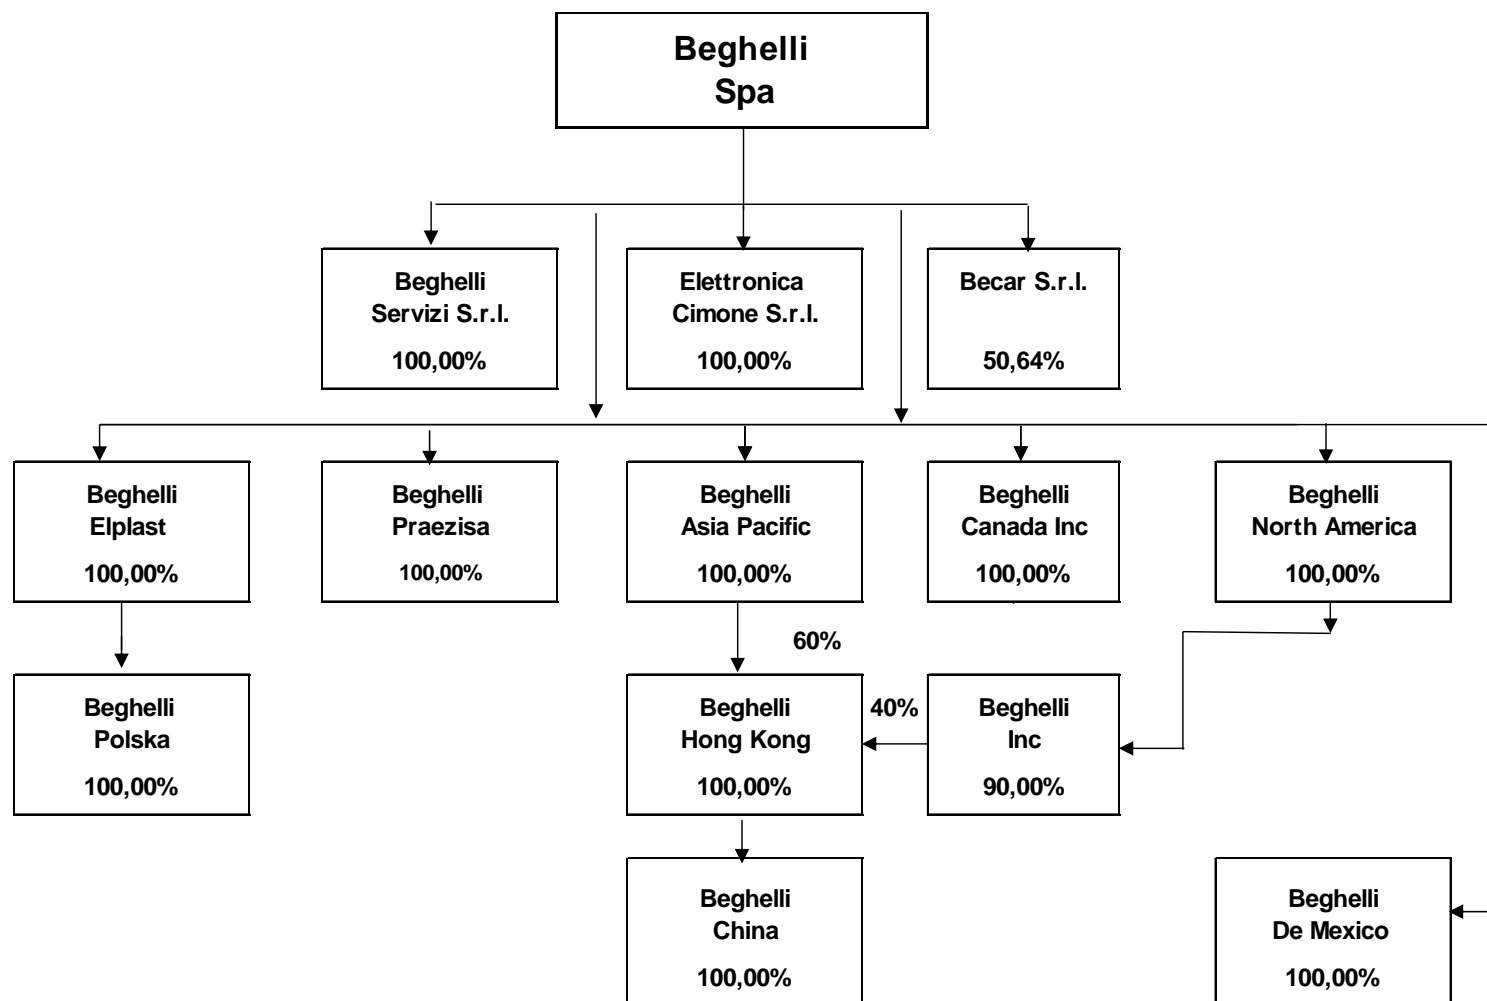 Beghelli
Spa
Beghelli
Servizi S.r.l.
100,00%
Elettronica
Cimone S.r.l.
100,00%
Becar S.r.l.
50,64%
Beghelli
Elplast
100,00%
Beghelli
Praezisa
100,00%
Beghelli
Asia Pacific
100,00%
Beghelli
Canada Inc
100,00%
Beghelli
North America
100,00%
60%
Beghelli
Polska
100,00%
Beghelli
Hong Kong
100,00%
40%
Beghelli
Inc
90,00%
Beghelli
China
100,00%
Beghelli
De Mexico
100,00%